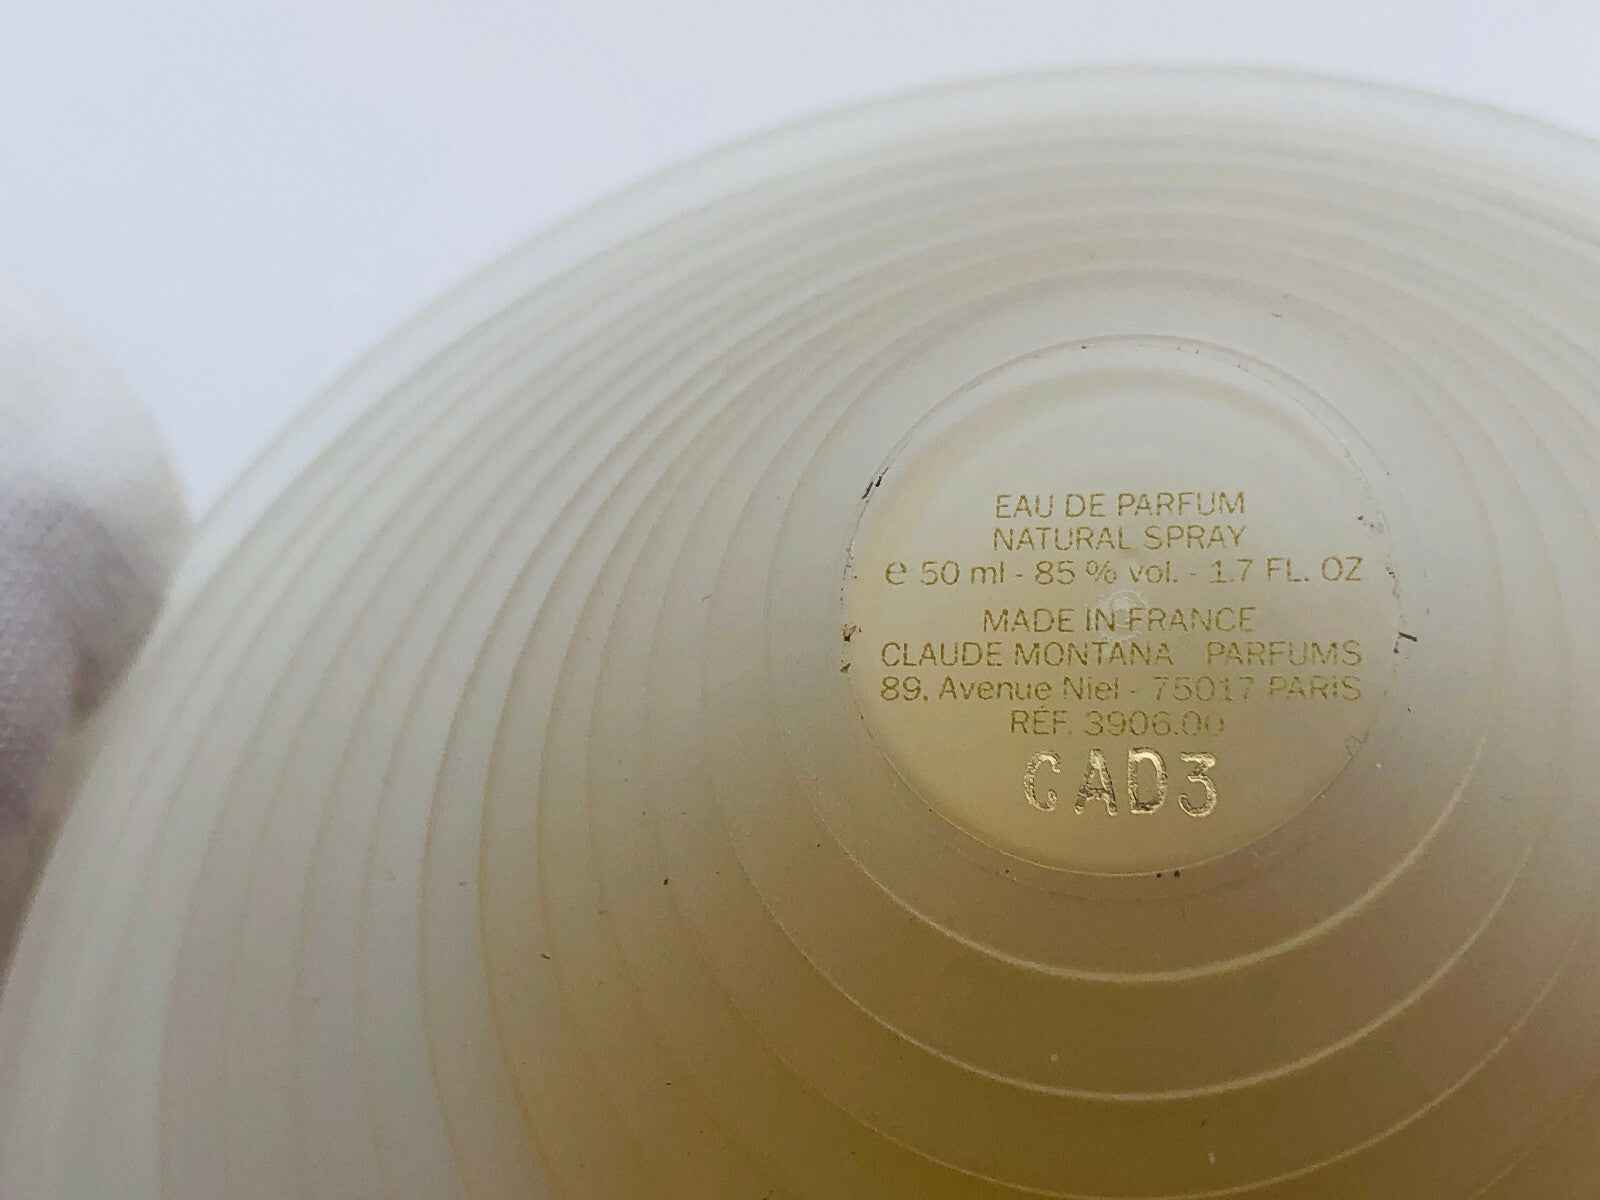 EAU DE PARFUM
NATURAL SPRAY
℮ 50 ml - 85 % vol. - 1.7 FL. OZ
MADE IN FRANCE
CLAUDE MONTANA PARFUMS
89, Avenue Niel - 75017 PARIS
RÉF. 3906.00
CAD3